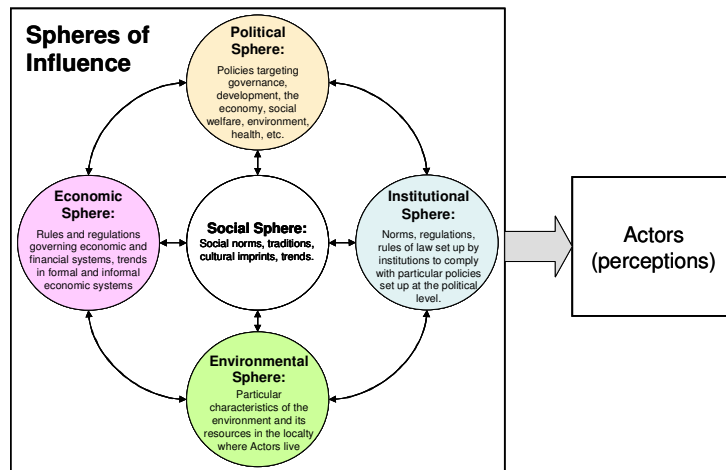 Spheres of
Influence
Political
Sphere:
Policies targeting
governance,
development, the
economy, social
welfare, environment,
health, etc.
Economic
Sphere:
Rules and regulations
governing economic and
financial systems, trends
in formal and informal
economic systems
Social Sphere:
Social norms, traditions,
cultural imprints, trends.
Institutional
Sphere:
Norms, regulations,
rules of law set up by
institutions to comply
with particular policies
set up at the political
level.
Environmental
Sphere:
Particular
characteristics of the
environment and its
resources in the localty
where Actors live
Actors
(perceptions)